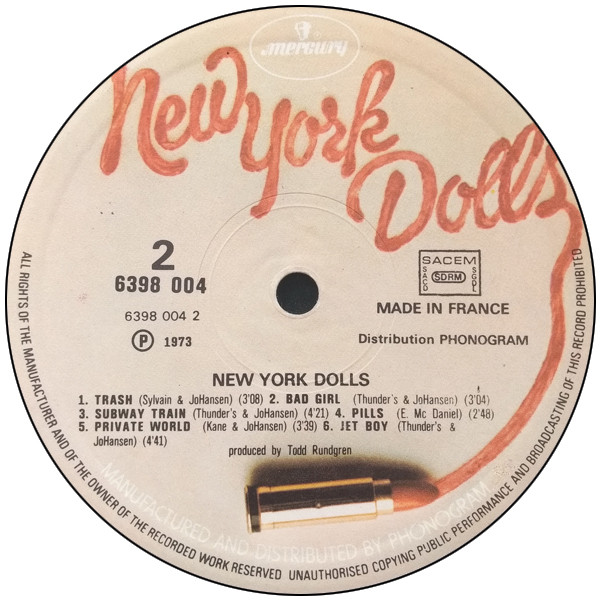 mercury
New York
Dolls
2
6398 004
6398 004 2
P 1973
SACEM
SACD SDRM SGDL
MADE IN FRANCE
Distribution PHONOGRAM
NEW YORK DOLLS
1. TRASH (Sylvain & JoHansen) (3'08) 2. BAD GIRL (Thunder's & JoHansen) (3'04)
3. SUBWAY TRAIN (Thunder's & JoHansen) (4'21) 4. PILLS (E. Mc Daniel) (2'48)
5. PRIVATE WORLD (Kane & JoHansen) (3'39) 6. JET BOY (Thunder's &
JoHansen) (4'41)
produced by Todd Rundgren
MANUFACTURED AND DISTRIBUTED BY PHONOGRAM
ALL RIGHTS OF THE MANUFACTURER AND OF THE OWNER OF THE RECORDED WORK RESERVED UNAUTHORISED COPYING PUBLIC PERFORMANCE AND BROADCASTING OF THIS RECORD PROHIBITED